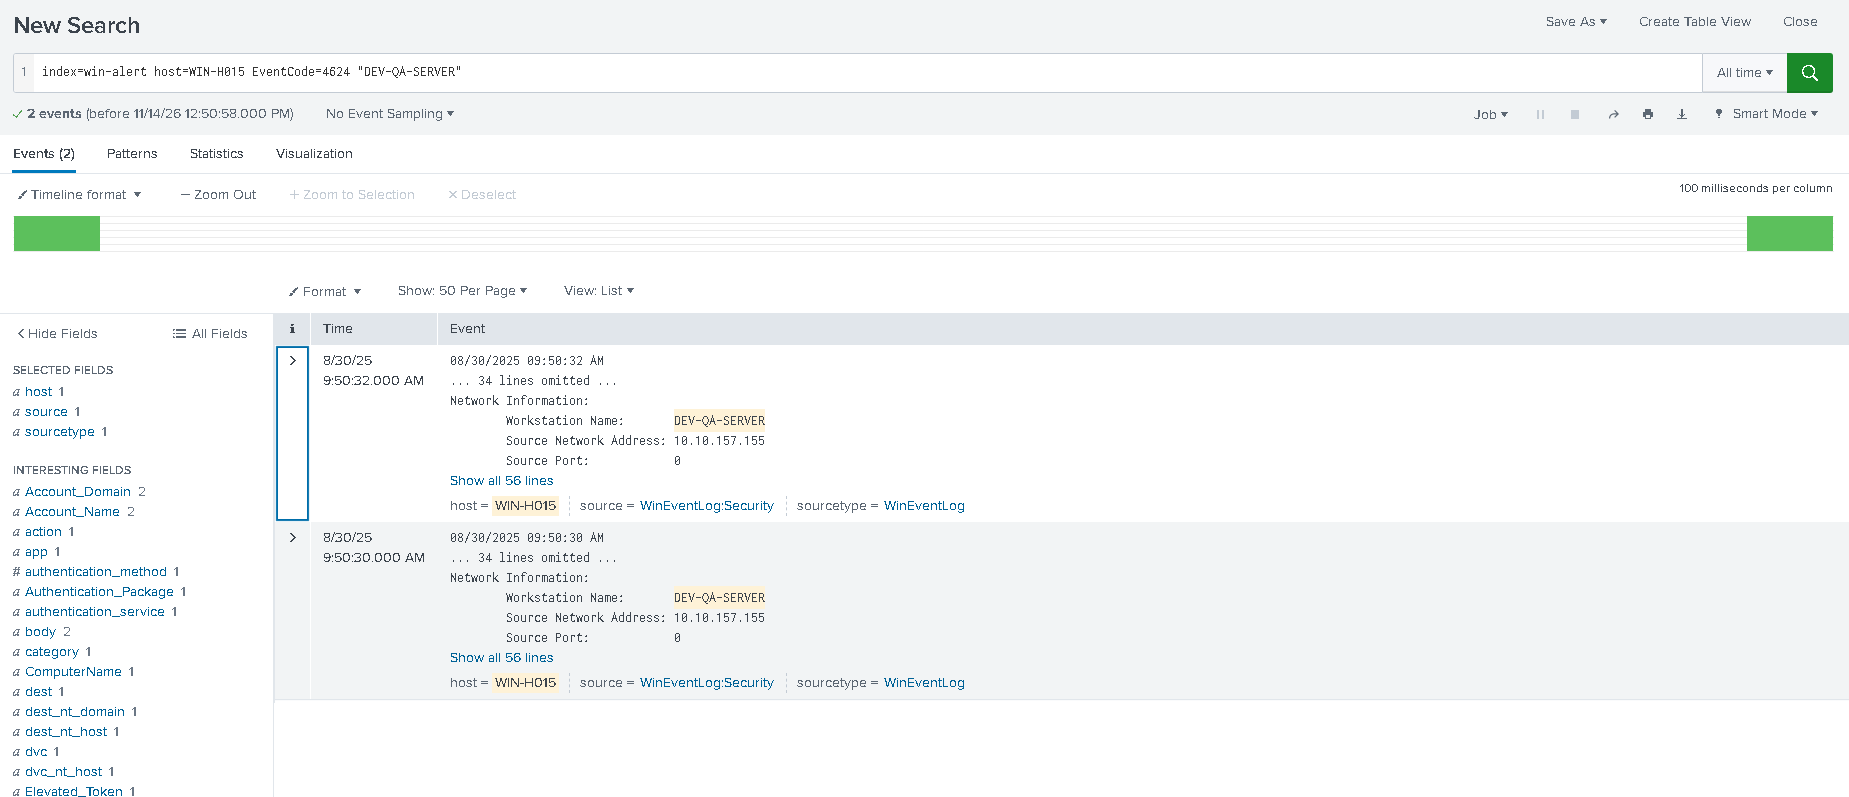 New Search
Save As Create Table View Close
1 index=win-alert host=WIN-H015 EventCode=4624 "DEV-QA-SERVER"
All time
2 events (before 11/14/26 12:50:58.000 PM) No Event Sampling
Job Smart Mode
Events (2) Patterns Statistics Visualization
Timeline format — Zoom Out + Zoom to Selection × Deselect
100 milliseconds per column
Format Show: 50 Per Page View: List
Hide Fields All Fields
SELECTED FIELDS
a host 1
a source 1
a sourcetype 1
INTERESTING FIELDS
a Account_Domain 2
a Account_Name 2
a action 1
a app 1
# authentication_method 1
a Authentication_Package 1
a authentication_service 1
a body 2
a category 1
a ComputerName 1
a dest 1
a dest_nt_domain 1
a dest_nt_host 1
a dvc 1
a dvc_nt_host 1
a Elevated_Token 1
i Time Event
8/30/25
9:50:32.000 AM
08/30/2025 09:50:32 AM
... 34 lines omitted ...
Network Information:
Workstation Name: DEV-QA-SERVER
Source Network Address: 10.10.157.155
Source Port: 0
Show all 56 lines
host = WIN-H015 source = WinEventLog:Security sourcetype = WinEventLog
8/30/25
9:50:30.000 AM
08/30/2025 09:50:30 AM
... 34 lines omitted ...
Network Information:
Workstation Name: DEV-QA-SERVER
Source Network Address: 10.10.157.155
Source Port: 0
Show all 56 lines
host = WIN-H015 source = WinEventLog:Security sourcetype = WinEventLog